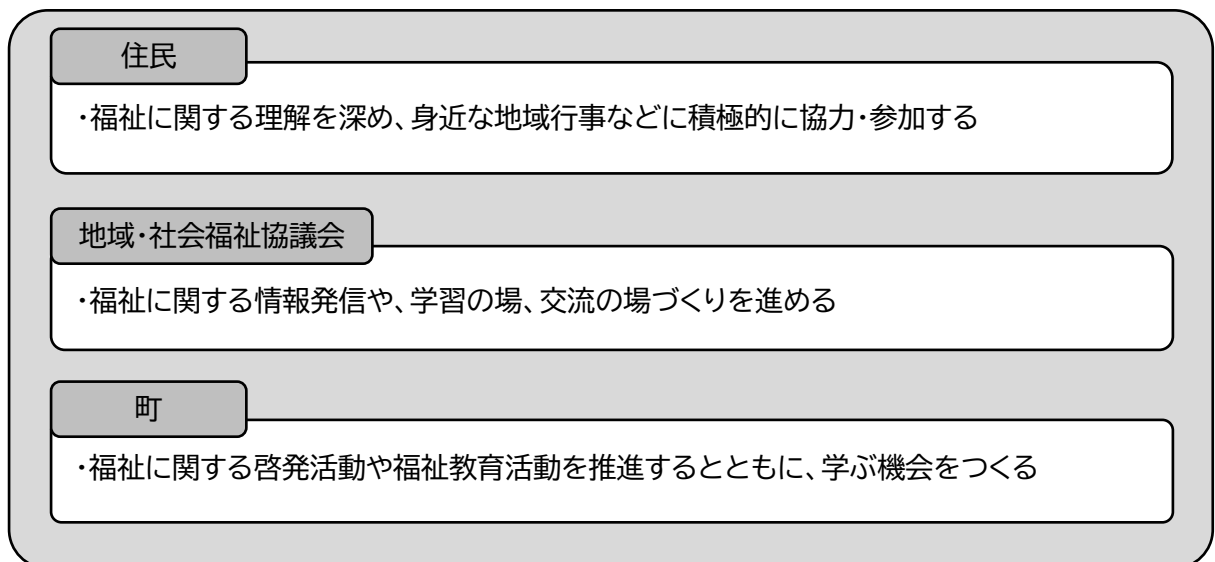 住民
・福祉に関する理解を深め、身近な地域行事などに積極的に協力・参加する
地域・社会福祉協議会
・福祉に関する情報発信や、学習の場、交流の場づくりを進める
町
・福祉に関する啓発活動や福祉教育活動を推進するとともに、学ぶ機会をつくる